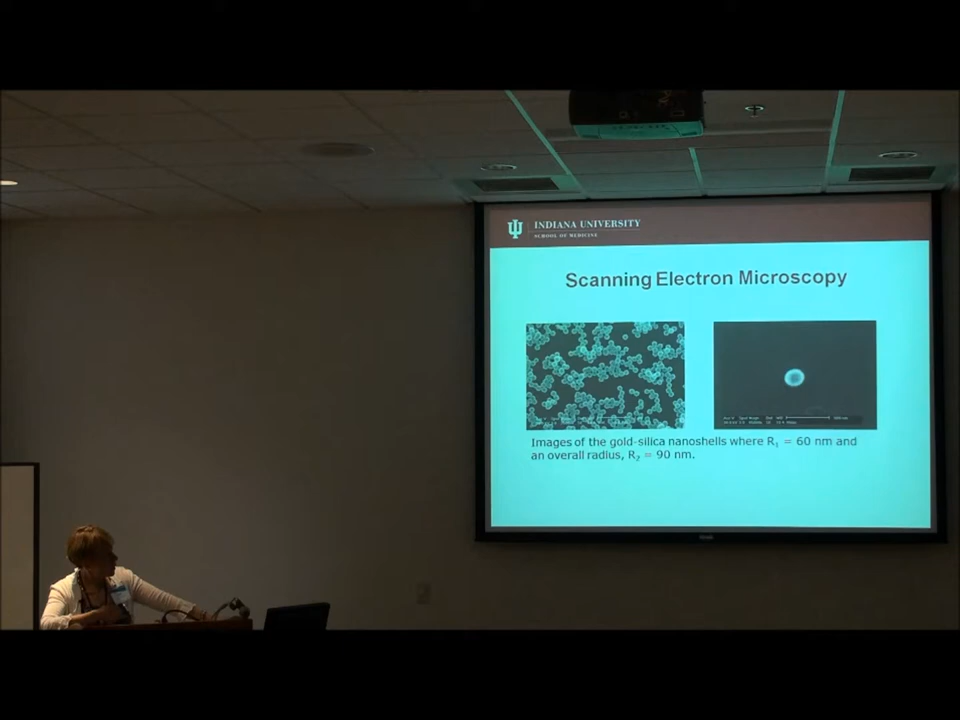 INDIANA UNIVERSITY
SCHOOL OF MEDICINE
Scanning Electron Microscopy
Images of the gold-silica nanoshells where R₁ = 60 nm and
an overall radius, R₂ = 90 nm.